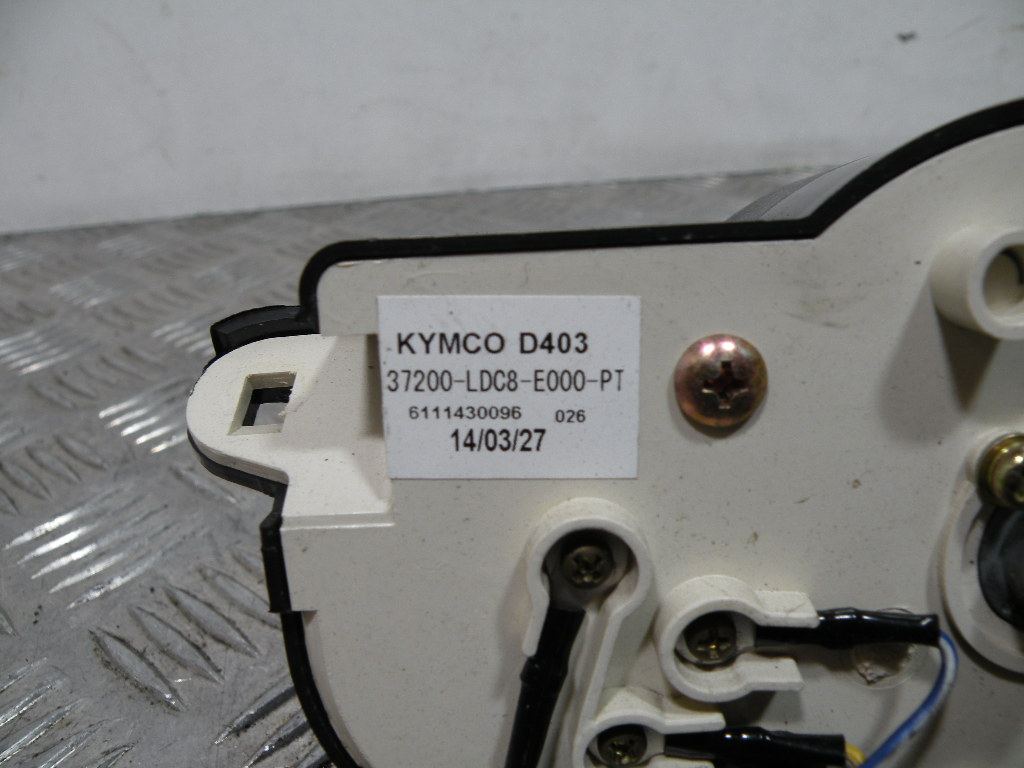 KYMCO D403
37200-LDC8-E000-PT
6111430096 026
14/03/27